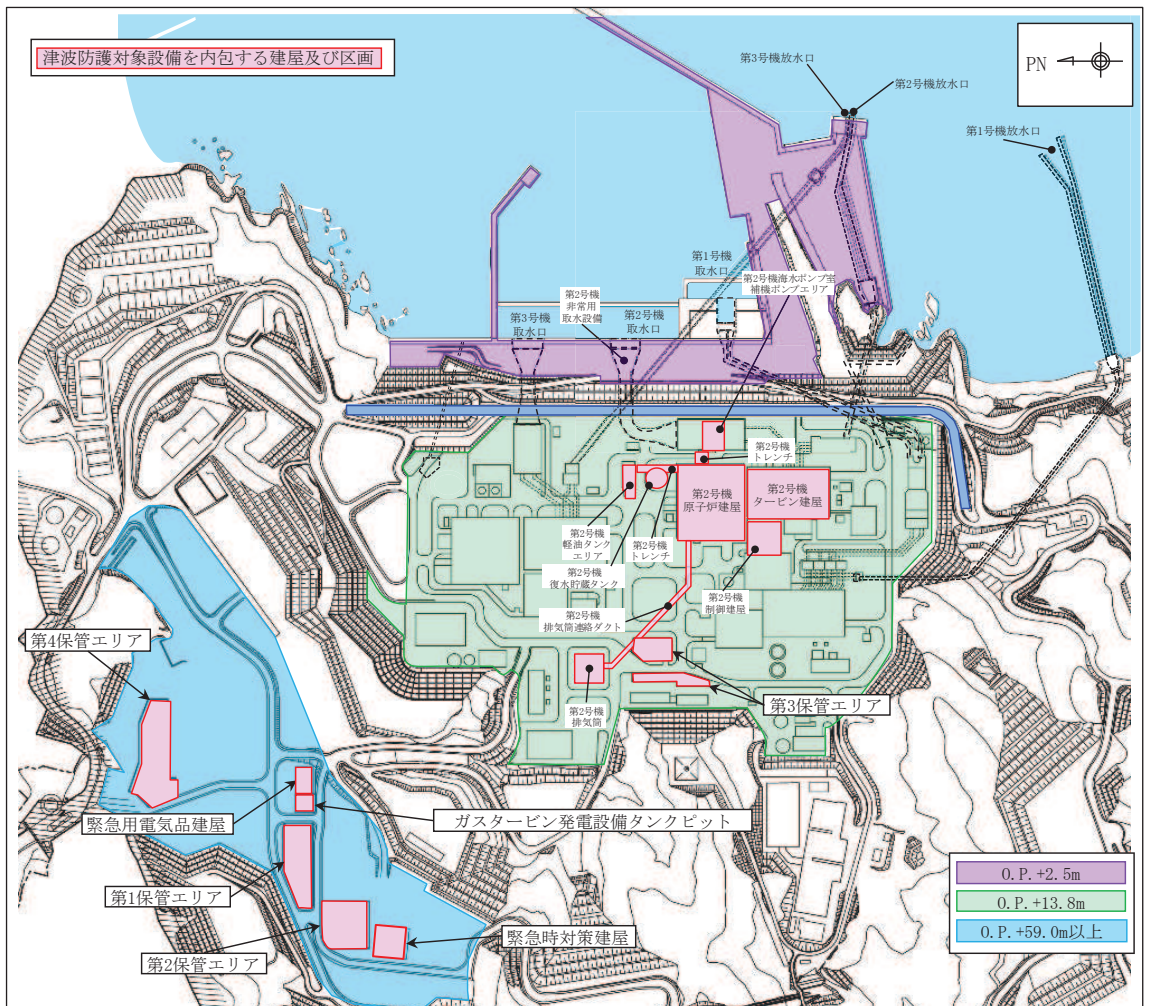 津波防護対象設備を内包する建屋及び区画
PN
第3号機放水口
第2号機放水口
第1号機放水口
第1号機
取水口
第2号機海水ポンプ室
補機ポンプエリア
第2号機
非常用
取水設備
第3号機
取水口
第2号機
取水口
第2号機
トレンチ
第2号機
原子炉建屋
第2号機
タービン建屋
第2号機
軽油タンク
エリア
第2号機
トレンチ
第2号機
復水貯蔵タンク
第2号機
制御建屋
第2号機
排気筒連絡ダクト
第4保管エリア
第3保管エリア
第2号機
排気筒
緊急用電気品建屋
ガスタービン発電設備タンクピット
第1保管エリア
緊急時対策建屋
第2保管エリア
O.P.+2.5m
O.P.+13.8m
O.P.+59.0m以上